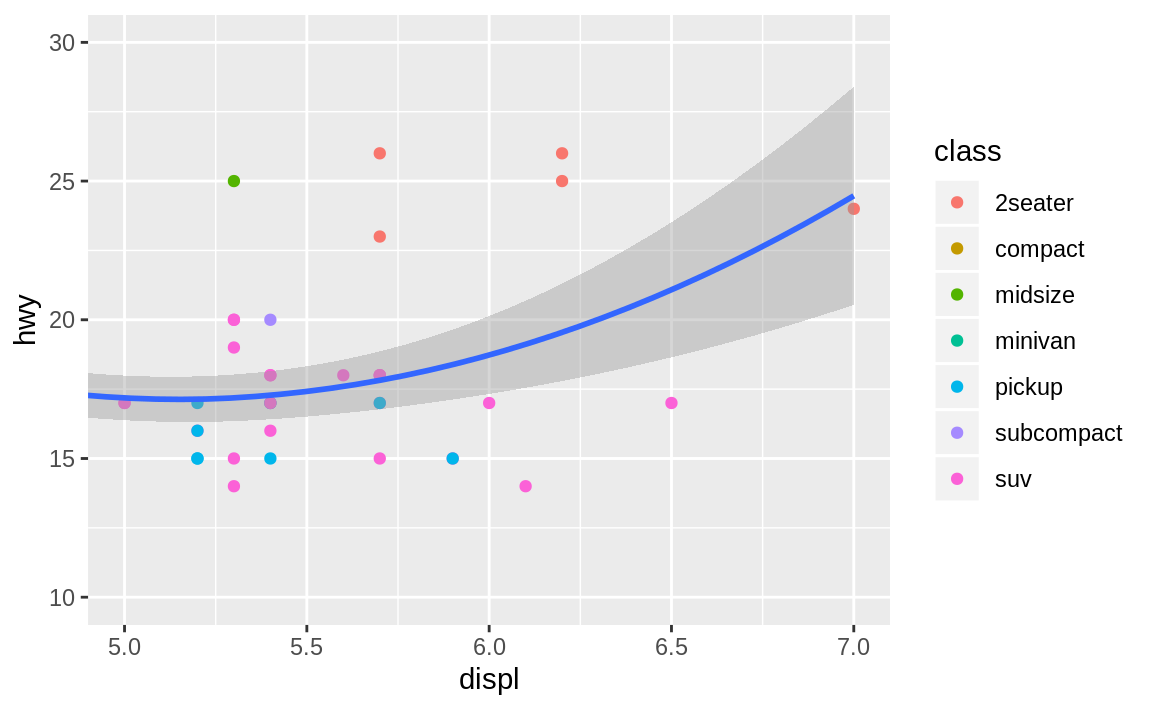 30
25
20
15
10
hwy
5.0
5.5
6.0
6.5
7.0
displ
class
2seater
compact
midsize
minivan
pickup
subcompact
suv